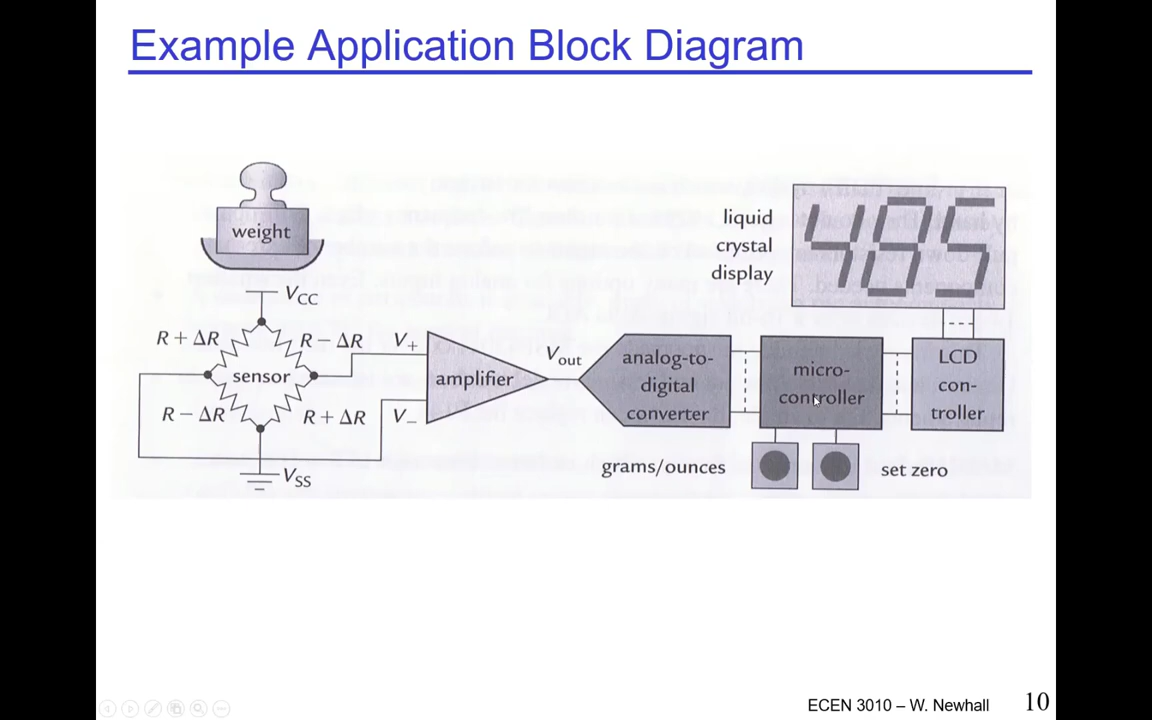 Example Application Block Diagram
weight
liquid
crystal
display
485
VCC
R + ΔR
R − ΔR
sensor
R − ΔR
R + ΔR
VSS
V+
V−
amplifier
Vout
analog-to-
digital
converter
micro-
controller
LCD
con-
troller
grams/ounces
set zero
ECEN 3010 – W. Newhall
10